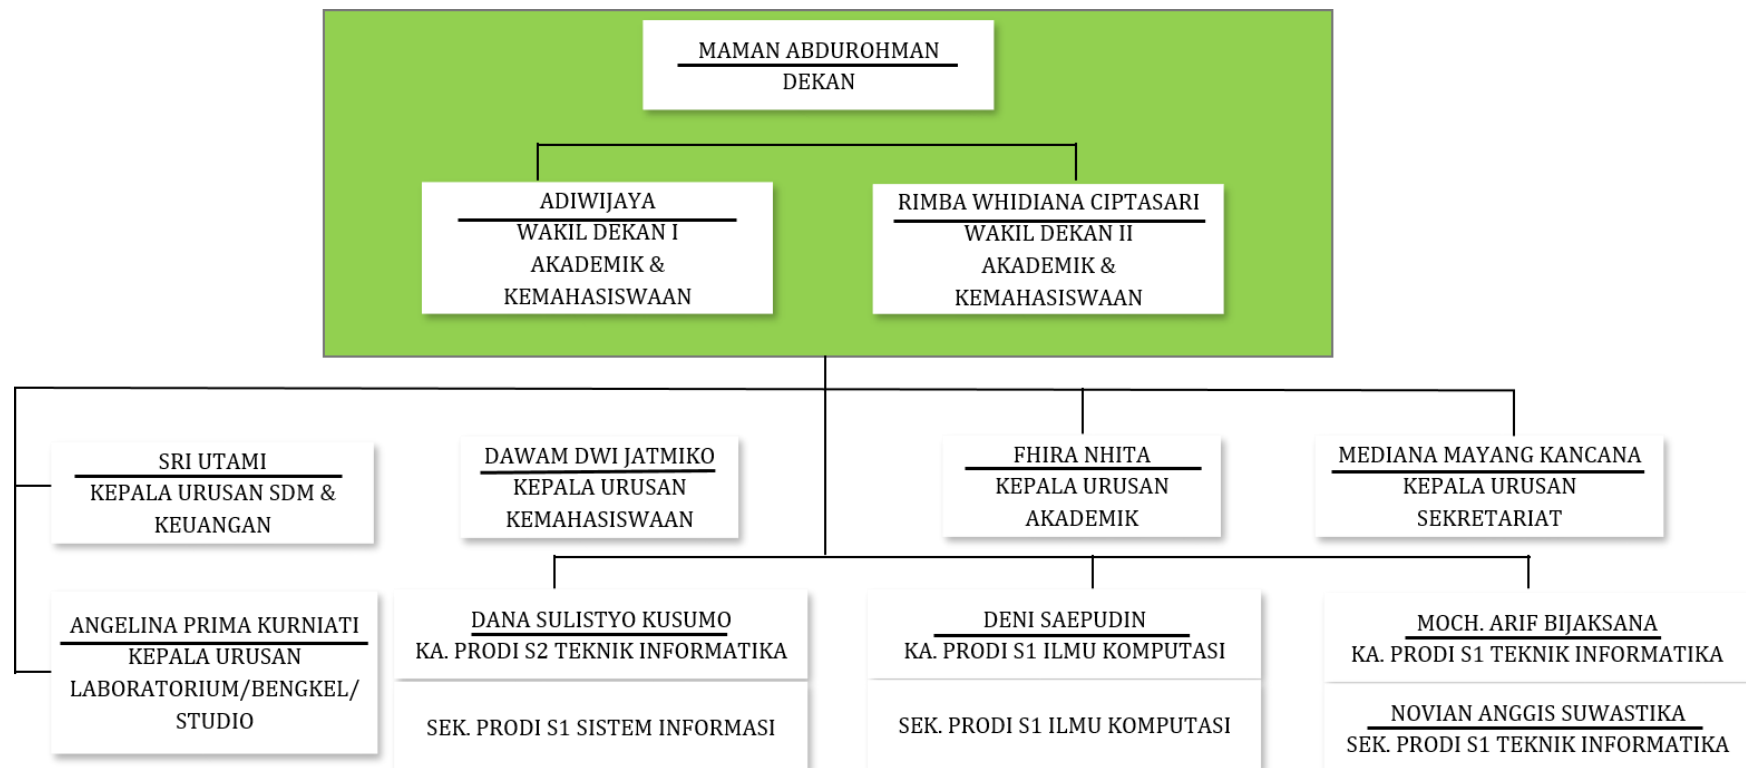 MAMAN ABDUROHMAN
DEKAN
ADIWIJAYA
WAKIL DEKAN I
AKADEMIK &
KEMAHASISWAAN
RIMBA WHIDIANA CIPTASARI
WAKIL DEKAN II
AKADEMIK &
KEMAHASISWAAN
SRI UTAMI
KEPALA URUSAN SDM &
KEUANGAN
DAWAM DWI JATMIKO
KEPALA URUSAN
KEMAHASISWAAN
FHIRA NHITA
KEPALA URUSAN
AKADEMIK
MEDIANA MAYANG KANCANA
KEPALA URUSAN
SEKRETARIAT
ANGELINA PRIMA KURNIATI
KEPALA URUSAN
LABORATORIUM/BENGKEL/
STUDIO
DANA SULISTYO KUSUMO
KA. PRODI S2 TEKNIK INFORMATIKA
SEK. PRODI S1 SISTEM INFORMASI
DENI SAEPUDIN
KA. PRODI S1 ILMU KOMPUTASI
SEK. PRODI S1 ILMU KOMPUTASI
MOCH. ARIF BIJAKSANA
KA. PRODI S1 TEKNIK INFORMATIKA
NOVIAN ANGGIS SUWASTIKA
SEK. PRODI S1 TEKNIK INFORMATIKA